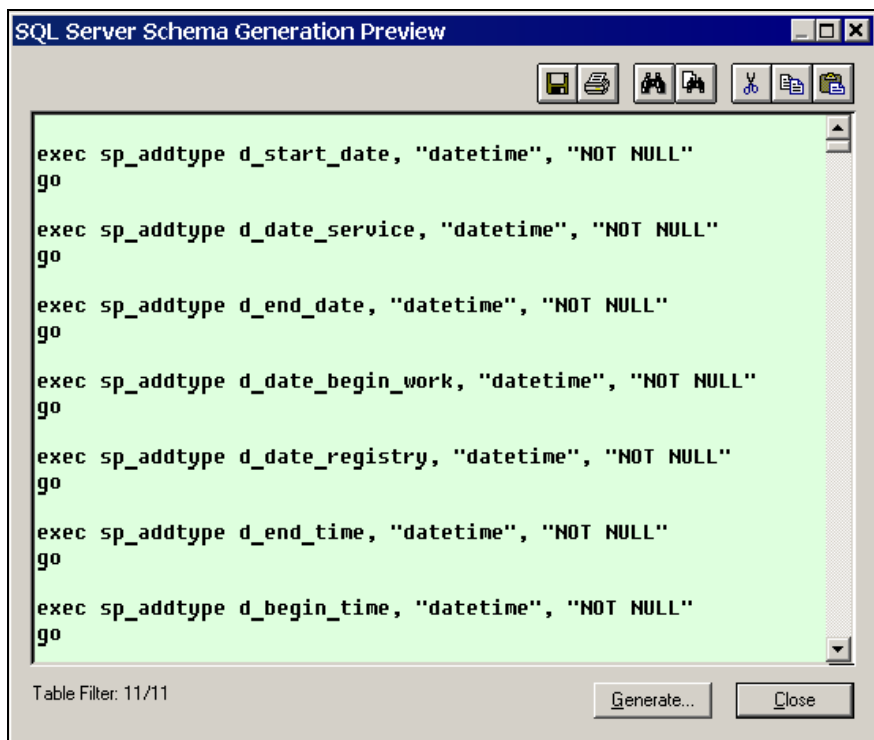 SQL Server Schema Generation Preview
exec sp_addtype d_start_date, "datetime", "NOT NULL"
go
exec sp_addtype d_date_service, "datetime", "NOT NULL"
go
exec sp_addtype d_end_date, "datetime", "NOT NULL"
go
exec sp_addtype d_date_begin_work, "datetime", "NOT NULL"
go
exec sp_addtype d_date_registry, "datetime", "NOT NULL"
go
exec sp_addtype d_end_time, "datetime", "NOT NULL"
go
exec sp_addtype d_begin_time, "datetime", "NOT NULL"
go
Table Filter: 11/11
Generate...
Close